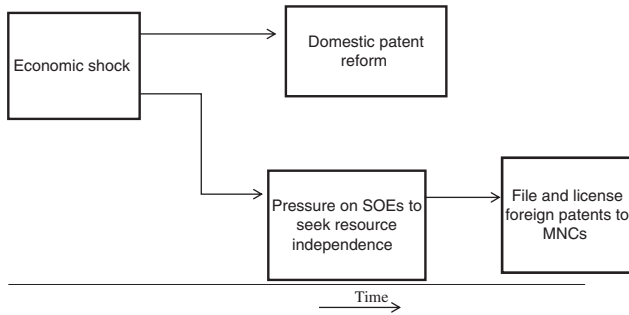 Economic shock
Domestic patent
reform
Pressure on SOEs to
seek resource
independence
File and license
foreign patents to
MNCs
Time